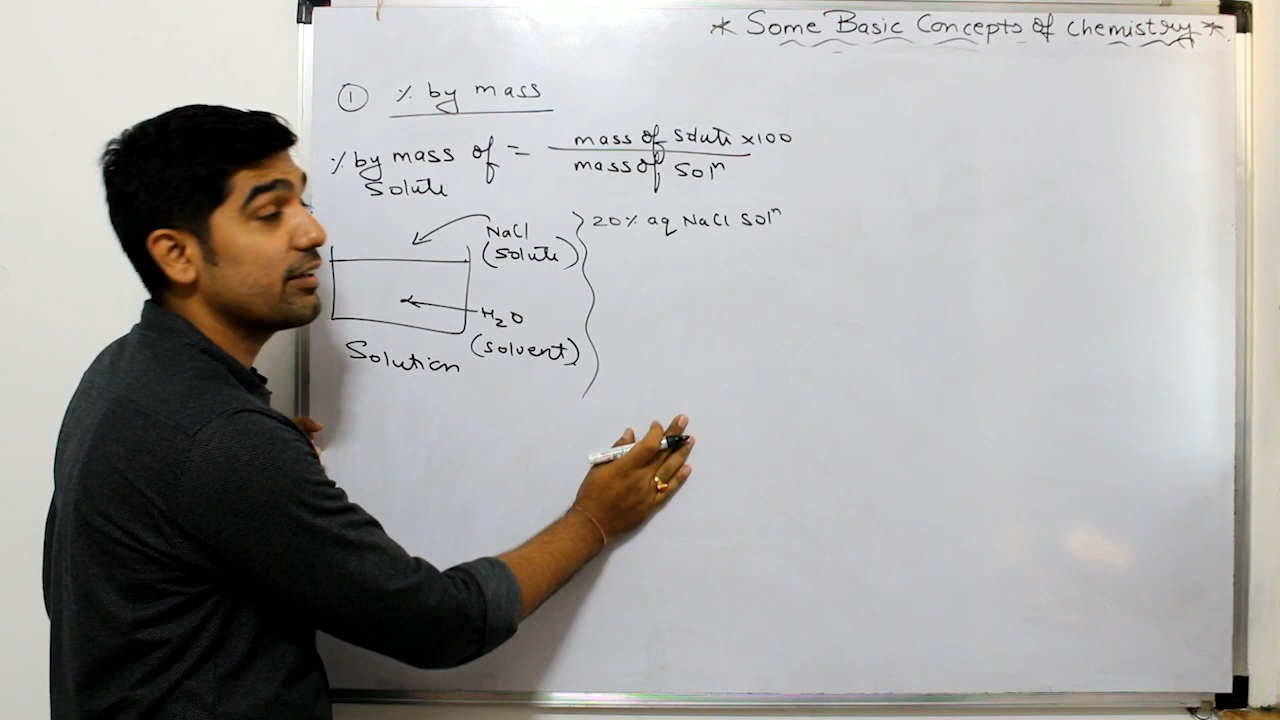 * Some Basic Concepts of Chemistry *
① % by mass
% by mass of solute = mass of solute x100
mass of solⁿ
NaCl
(solute)
20% aq NaCl solⁿ
H₂O
(solvent)
Solution